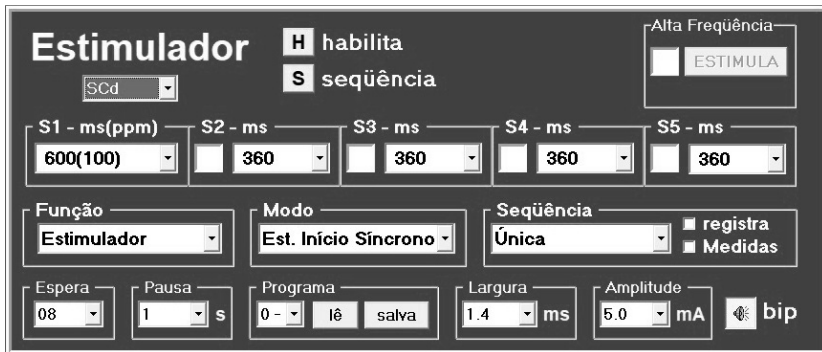 Estimulador
H habilita
Alta Freqüência
SCd
S seqüência
ESTIMULA
S1 - ms(ppm) S2 - ms S3 - ms S4 - ms S5 - ms
600(100) 360 360 360 360
Função Modo Seqüência
Estimulador Est. Início Síncrono Única
registra
Medidas
Espera Pausa Programa Largura Amplitude
08 1 s 0 - lê salva 1.4 ms 5.0 mA bip